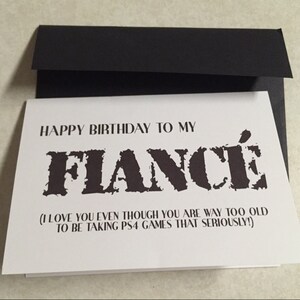 HAPPY BIRTHDAY TO MY
FIANCÉ
(I LOVE YOU EVEN THOUGH YOU ARE WAY TOO OLD
TO BE TAKING PS4 GAMES THAT SERIOUSLY!)